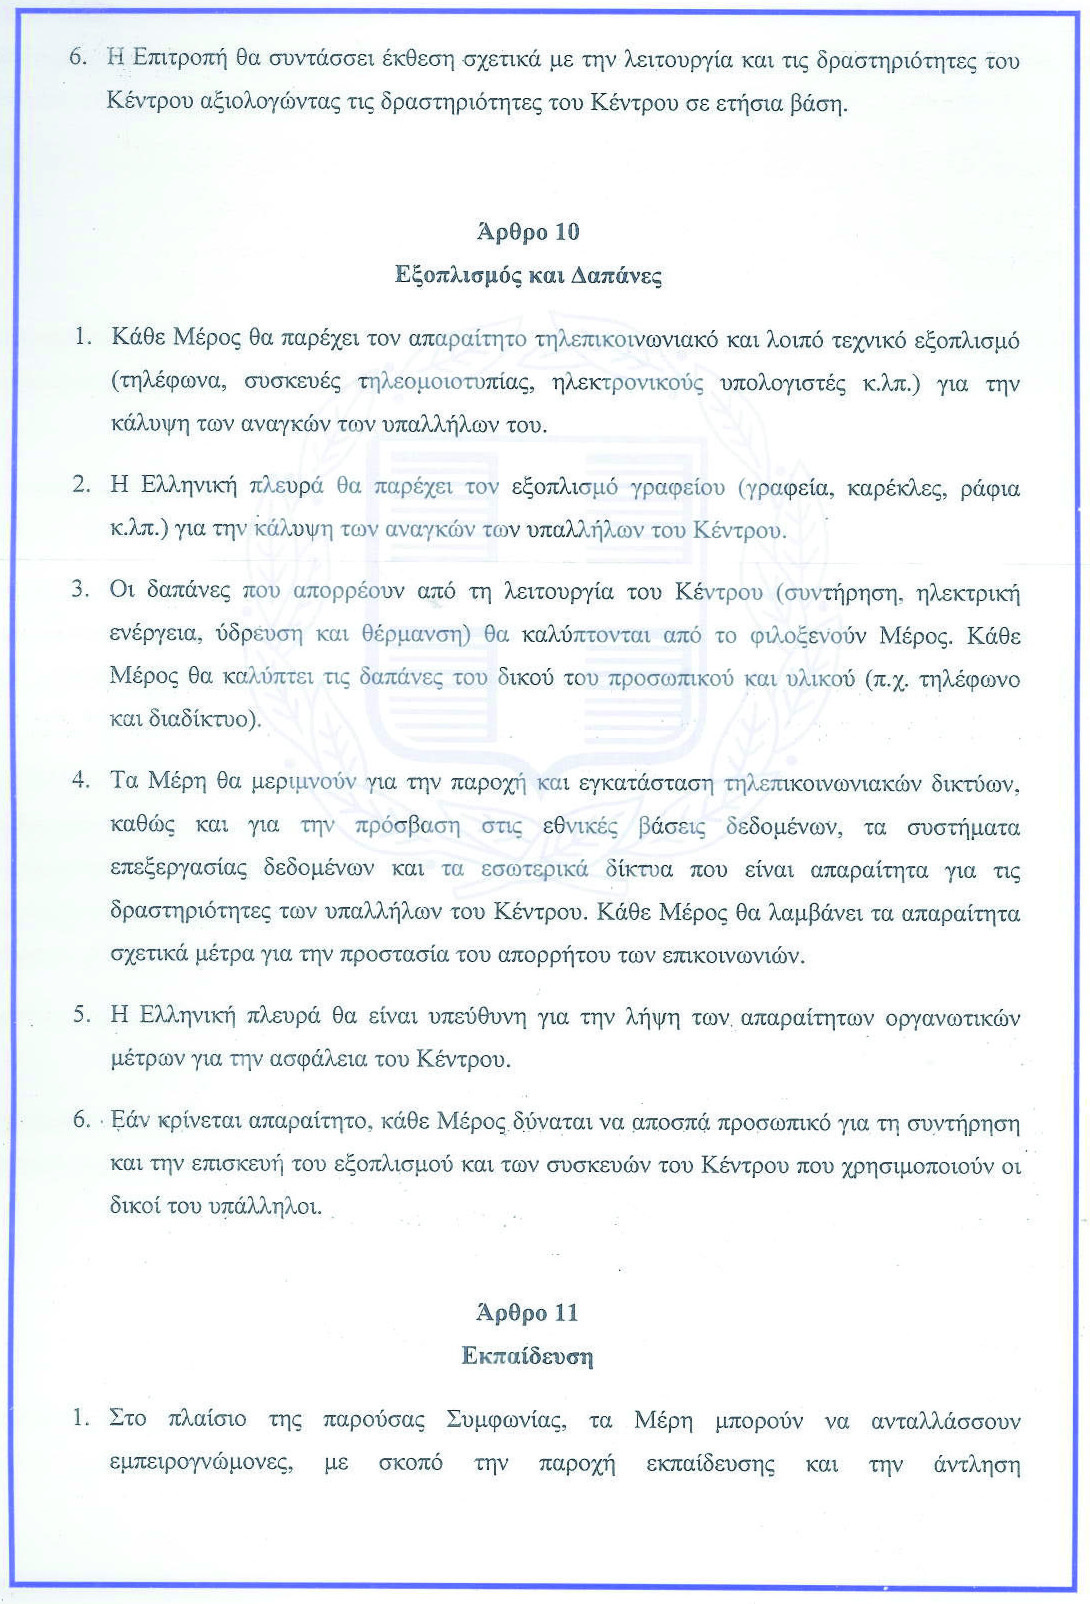 6. Η Επιτροπή θα συντάσσει έκθεση σχετικά με την λειτουργία και τις δραστηριότητες του
Κέντρου αξιολογώντας τις δραστηριότητες του Κέντρου σε ετήσια βάση.
Άρθρο 10
Εξοπλισμός και Δαπάνες
1. Κάθε Μέρος θα παρέχει τον απαραίτητο τηλεπικοινωνιακό και λοιπό τεχνικό εξοπλισμό
(τηλέφωνα, συσκευές τηλεομοιοτυπίας, ηλεκτρονικούς υπολογιστές κ.λπ.) για την
κάλυψη των αναγκών των υπαλλήλων του.
2. Η Ελληνική πλευρά θα παρέχει τον εξοπλισμό γραφείου (γραφεία, καρέκλες, ράφια
κ.λπ.) για την κάλυψη των αναγκών των υπαλλήλων του Κέντρου.
3. Οι δαπάνες που απορρέουν από τη λειτουργία του Κέντρου (συντήρηση, ηλεκτρική
ενέργεια, ύδρευση και θέρμανση) θα καλύπτονται από το φιλοξενούν Μέρος. Κάθε
Μέρος θα καλύπτει τις δαπάνες του δικού του προσωπικού και υλικού (π.χ. τηλέφωνο
και διαδίκτυο).
4. Τα Μέρη θα μεριμνούν για την παροχή και εγκατάσταση τηλεπικοινωνιακών δικτύων,
καθώς και για την πρόσβαση στις εθνικές βάσεις δεδομένων, τα συστήματα
επεξεργασίας δεδομένων και τα εσωτερικά δίκτυα που είναι απαραίτητα για τις
δραστηριότητες των υπαλλήλων του Κέντρου. Κάθε Μέρος θα λαμβάνει τα απαραίτητα
σχετικά μέτρα για την προστασία του απορρήτου των επικοινωνιών.
5. Η Ελληνική πλευρά θα είναι υπεύθυνη για την λήψη των απαραίτητων οργανωτικών
μέτρων για την ασφάλεια του Κέντρου.
6. Εάν κρίνεται απαραίτητο, κάθε Μέρος δύναται να αποσπά προσωπικό για τη συντήρηση
και την επισκευή του εξοπλισμού και των συσκευών του Κέντρου που χρησιμοποιούν οι
δικοί του υπάλληλοι.
Άρθρο 11
Εκπαίδευση
1. Στο πλαίσιο της παρούσας Συμφωνίας, τα Μέρη μπορούν να ανταλλάσσουν
εμπειρογνώμονες, με σκοπό την παροχή εκπαίδευσης και την άντληση